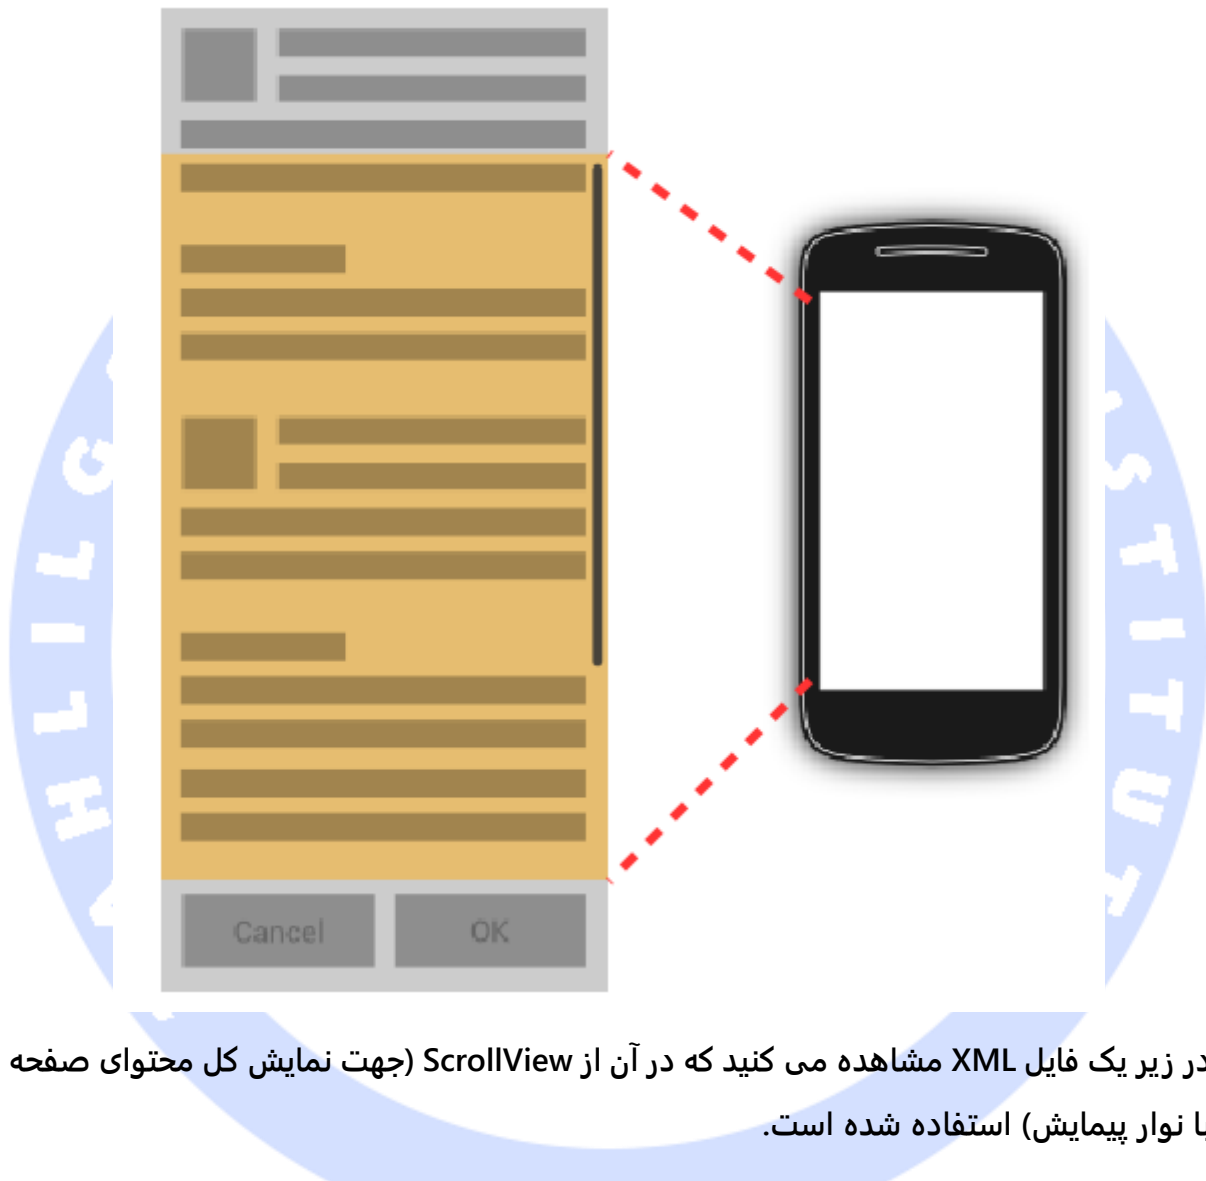 Cancel
OK
در زیر یک فایل XML مشاهده می کنید که در آن از ScrollView (جهت نمایش کل محتوای صفحه
با نوار پیمایش) استفاده شده است.